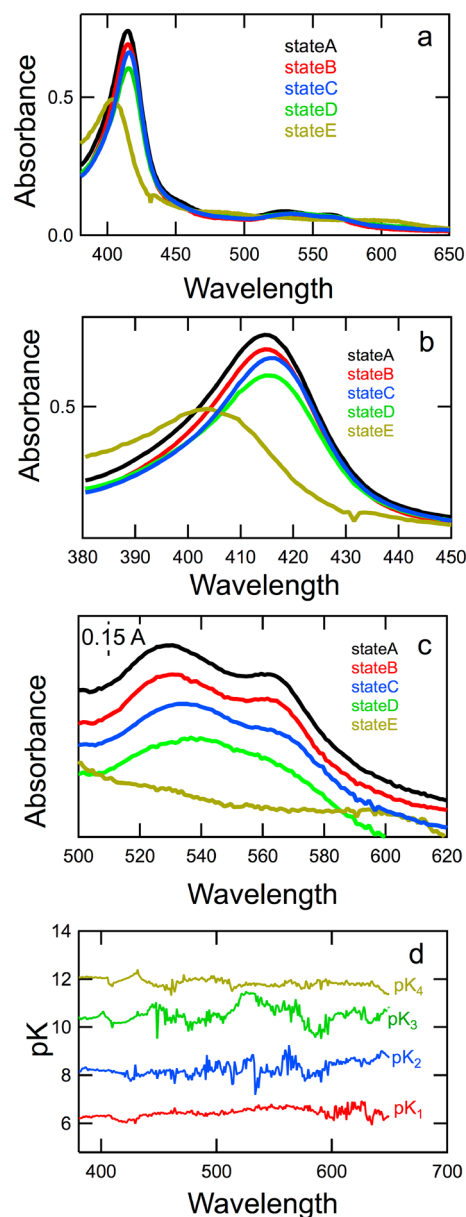 a
stateA
stateB
stateC
stateD
stateE
Absorbance
0.5
0.0
400 450 500 550 600 650
Wavelength
b
stateA
stateB
stateC
stateD
stateE
Absorbance
0.5
380 390 400 410 420 430 440 450
Wavelength
c
0.15 A
stateA
stateB
stateC
stateD
stateE
Absorbance
500 520 540 560 580 600 620
Wavelength
d
14
12
10
8
6
pK
pK4
pK3
pK2
pK1
400 500 600 700
Wavelength